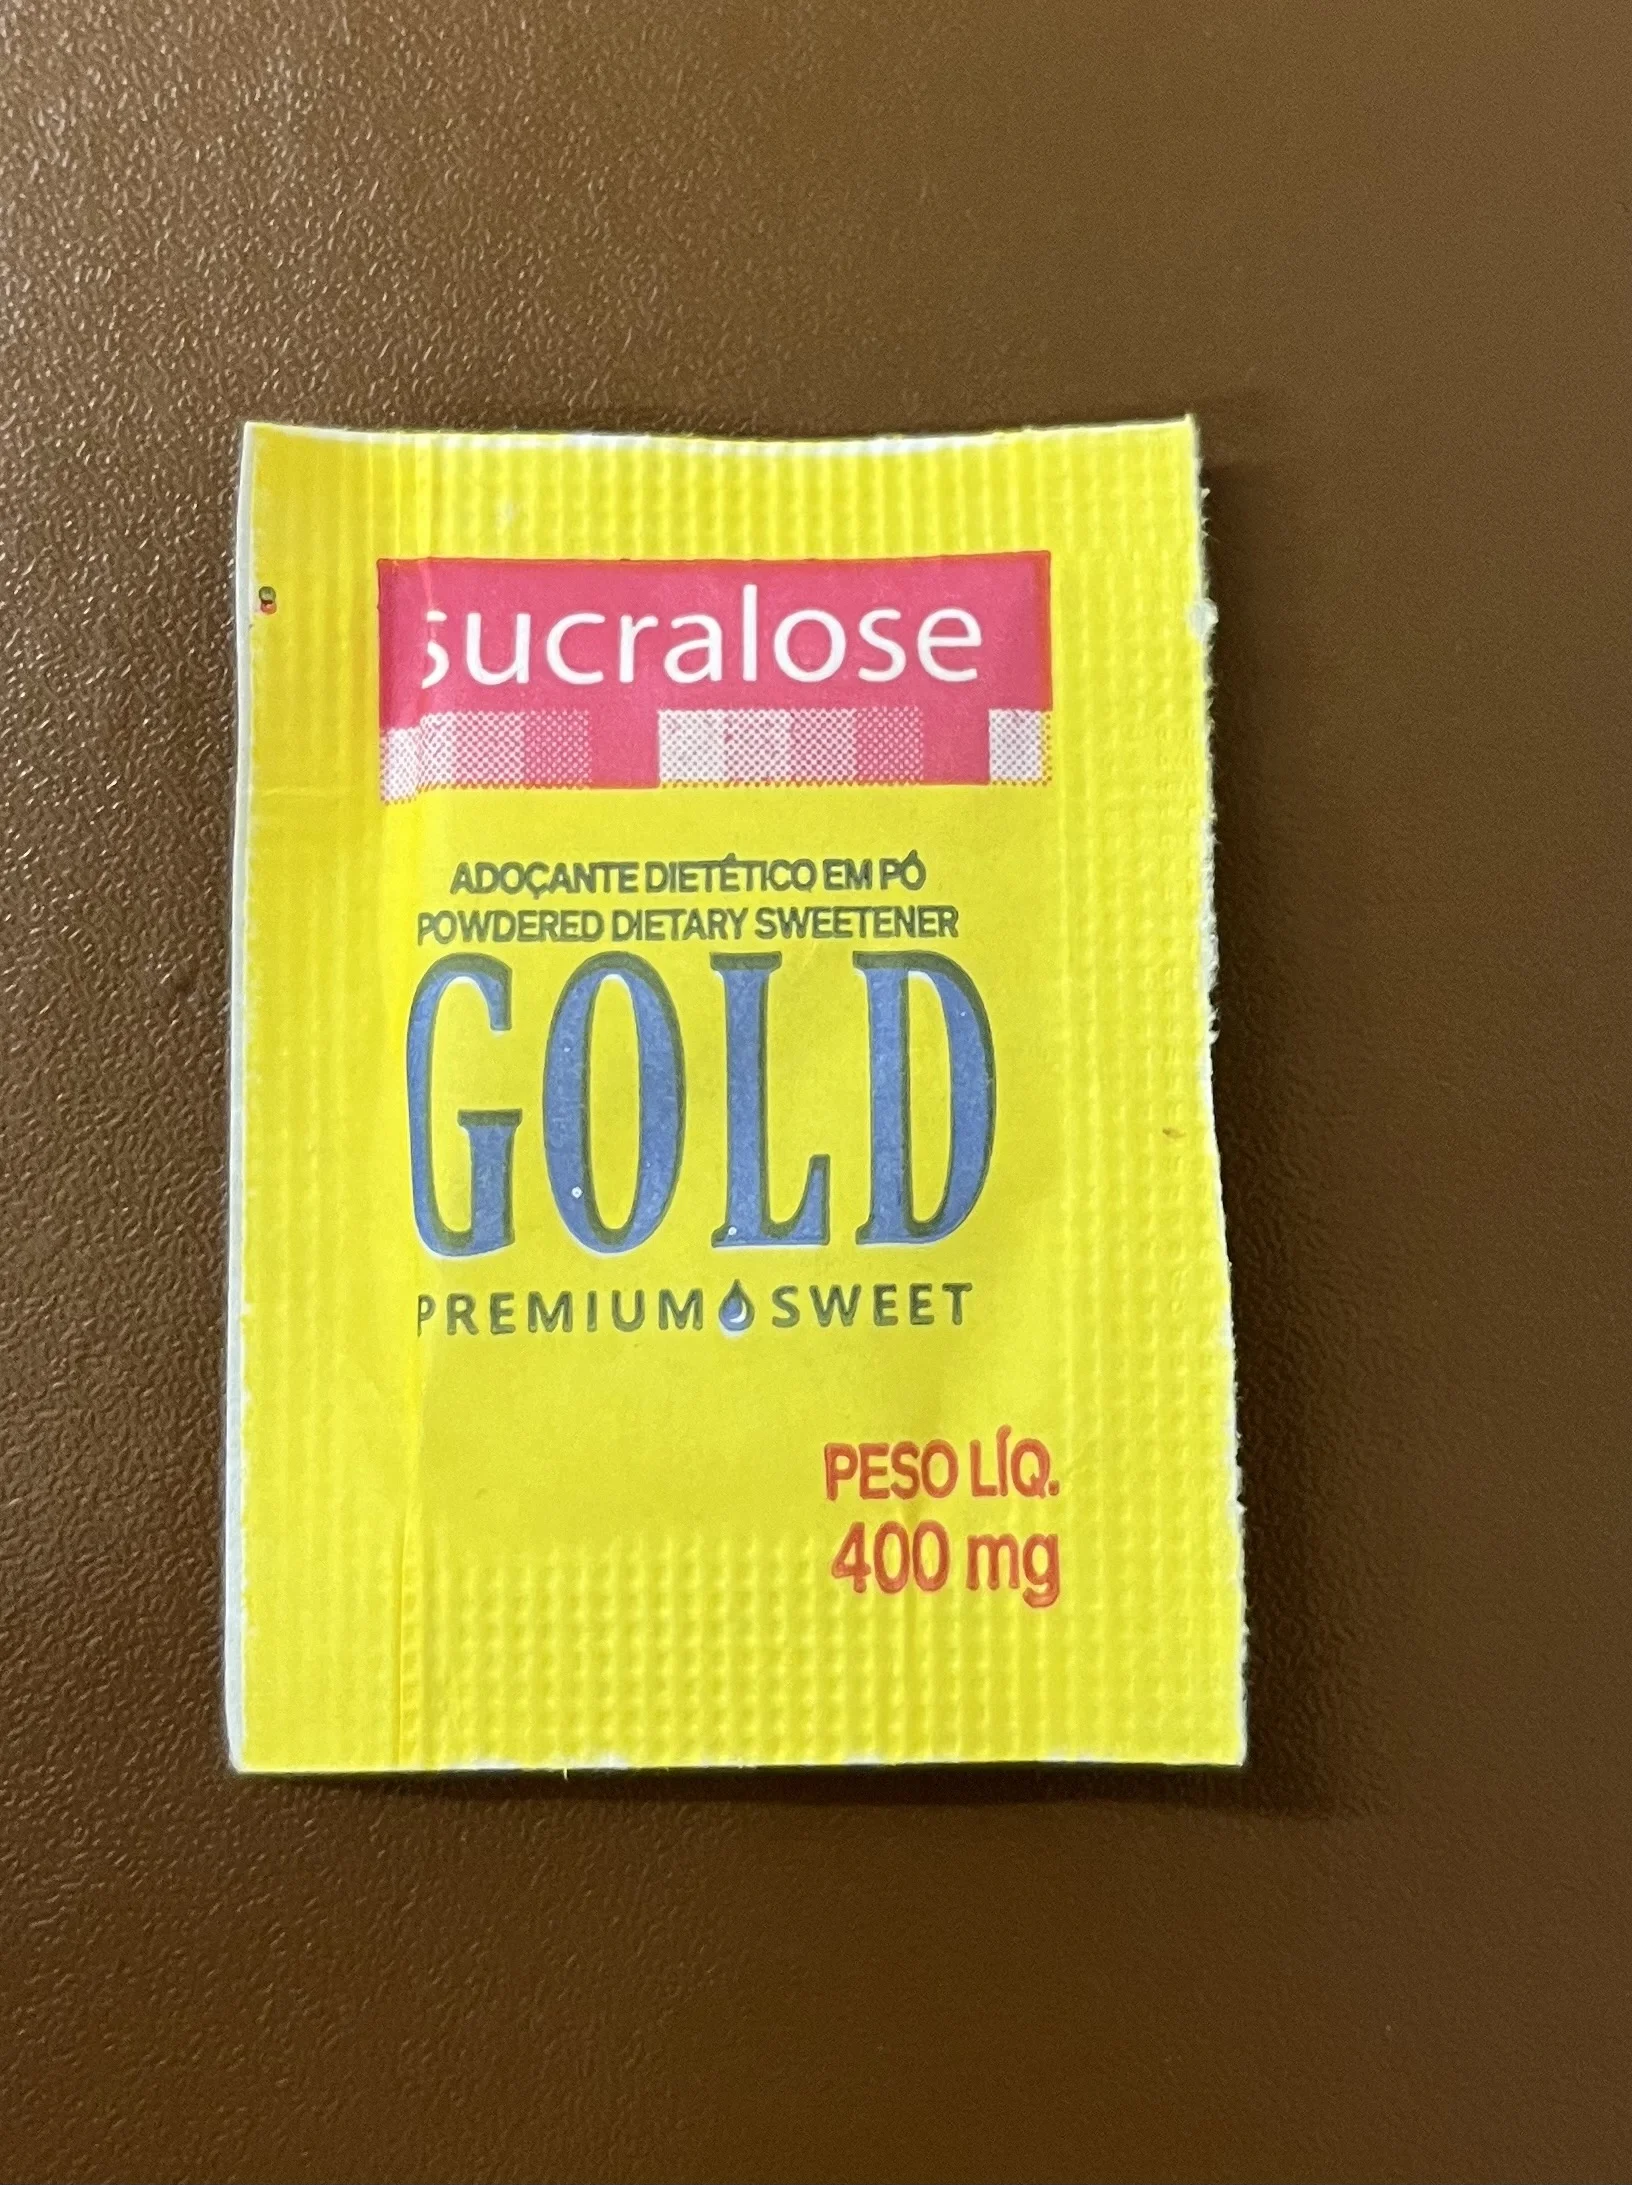 sucralose
ADOÇANTE DIETÉTICO EM PÓ
POWDERED DIETARY SWEETENER
GOLD
PREMIUM SWEET
PESO LÍQ.
400 mg